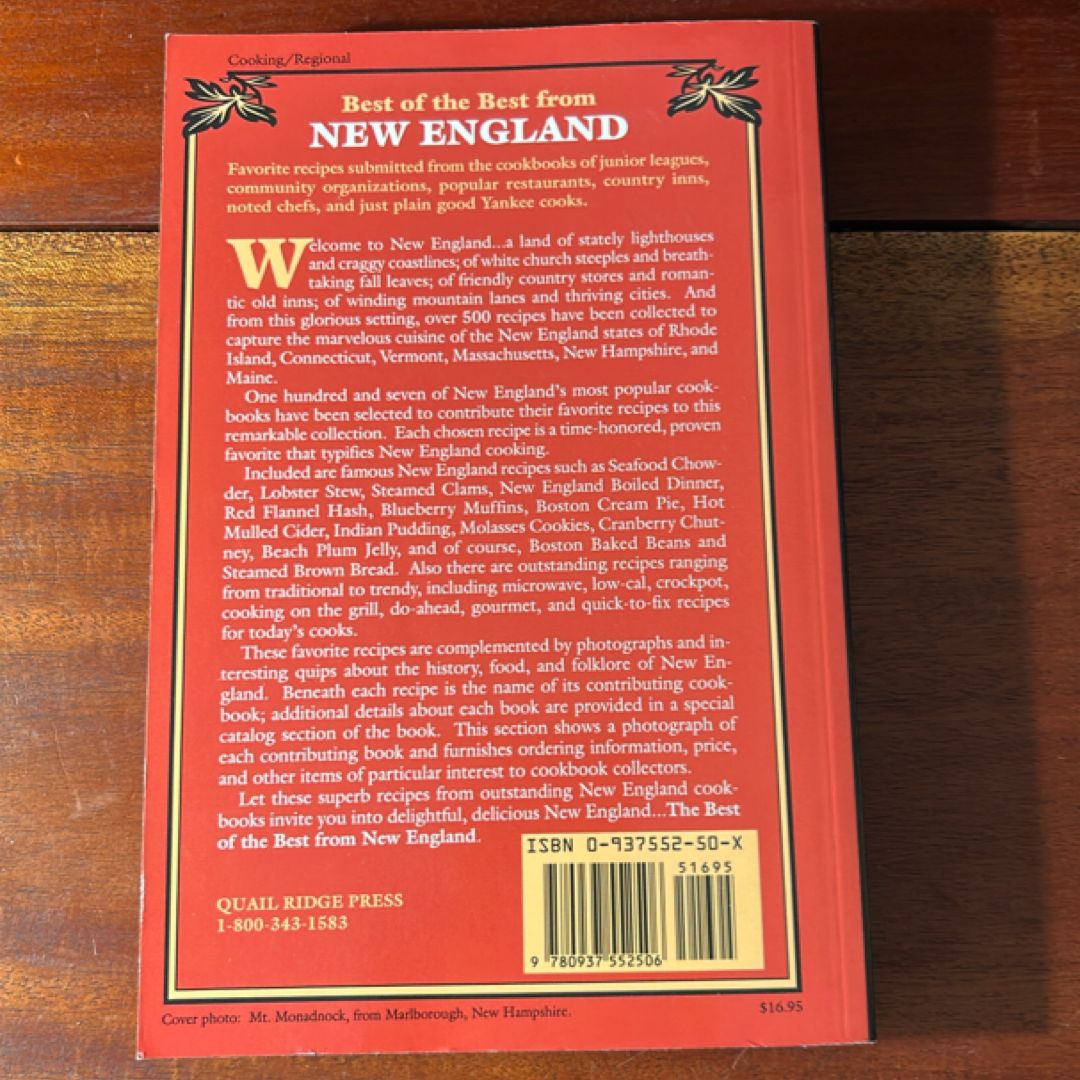 Cooking/Regional
Best of the Best from
NEW ENGLAND
Favorite recipes submitted from the cookbooks of junior leagues,
community organizations, popular restaurants, country inns,
noted chefs, and just plain good Yankee cooks.
Welcome to New England...a land of stately lighthouses
and craggy coastlines; of white church steeples and breath-
taking fall leaves; of friendly country stores and roman-
tic old inns; of winding mountain lanes and thriving cities. And
from this glorious setting, over 500 recipes have been collected to
capture the marvelous cuisine of the New England states of Rhode
Island, Connecticut, Vermont, Massachusetts, New Hampshire, and
Maine.
One hundred and seven of New England's most popular cook-
books have been selected to contribute their favorite recipes to this
remarkable collection. Each chosen recipe is a time-honored, proven
favorite that typifies New England cooking.
Included are famous New England recipes such as Seafood Chow-
der, Lobster Stew, Steamed Clams, New England Boiled Dinner,
Red Flannel Hash, Blueberry Muffins, Boston Cream Pie, Hot
Mulled Cider, Indian Pudding, Molasses Cookies, Cranberry Chut-
ney, Beach Plum Jelly, and of course, Boston Baked Beans and
Steamed Brown Bread. Also there are outstanding recipes ranging
from traditional to trendy, including microwave, low-cal, crockpot,
cooking on the grill, do-ahead, gourmet, and quick-to-fix recipes
for today's cooks.
These favorite recipes are complemented by photographs and in-
teresting quips about the history, food, and folklore of New En-
gland. Beneath each recipe is the name of its contributing cook-
book; additional details about each book are provided in a special
catalog section of the book. This section shows a photograph of
each contributing book and furnishes ordering information, price,
and other items of particular interest to cookbook collectors.
Let these superb recipes from outstanding New England cook-
books invite you into delightful, delicious New England...The Best
of the Best from New England.
ISBN 0-937552-50-X
51695
9 780937 552506
QUAIL RIDGE PRESS
1-800-343-1583
Cover photo: Mt. Monadnock, from Marlborough, New Hampshire.
$16.95